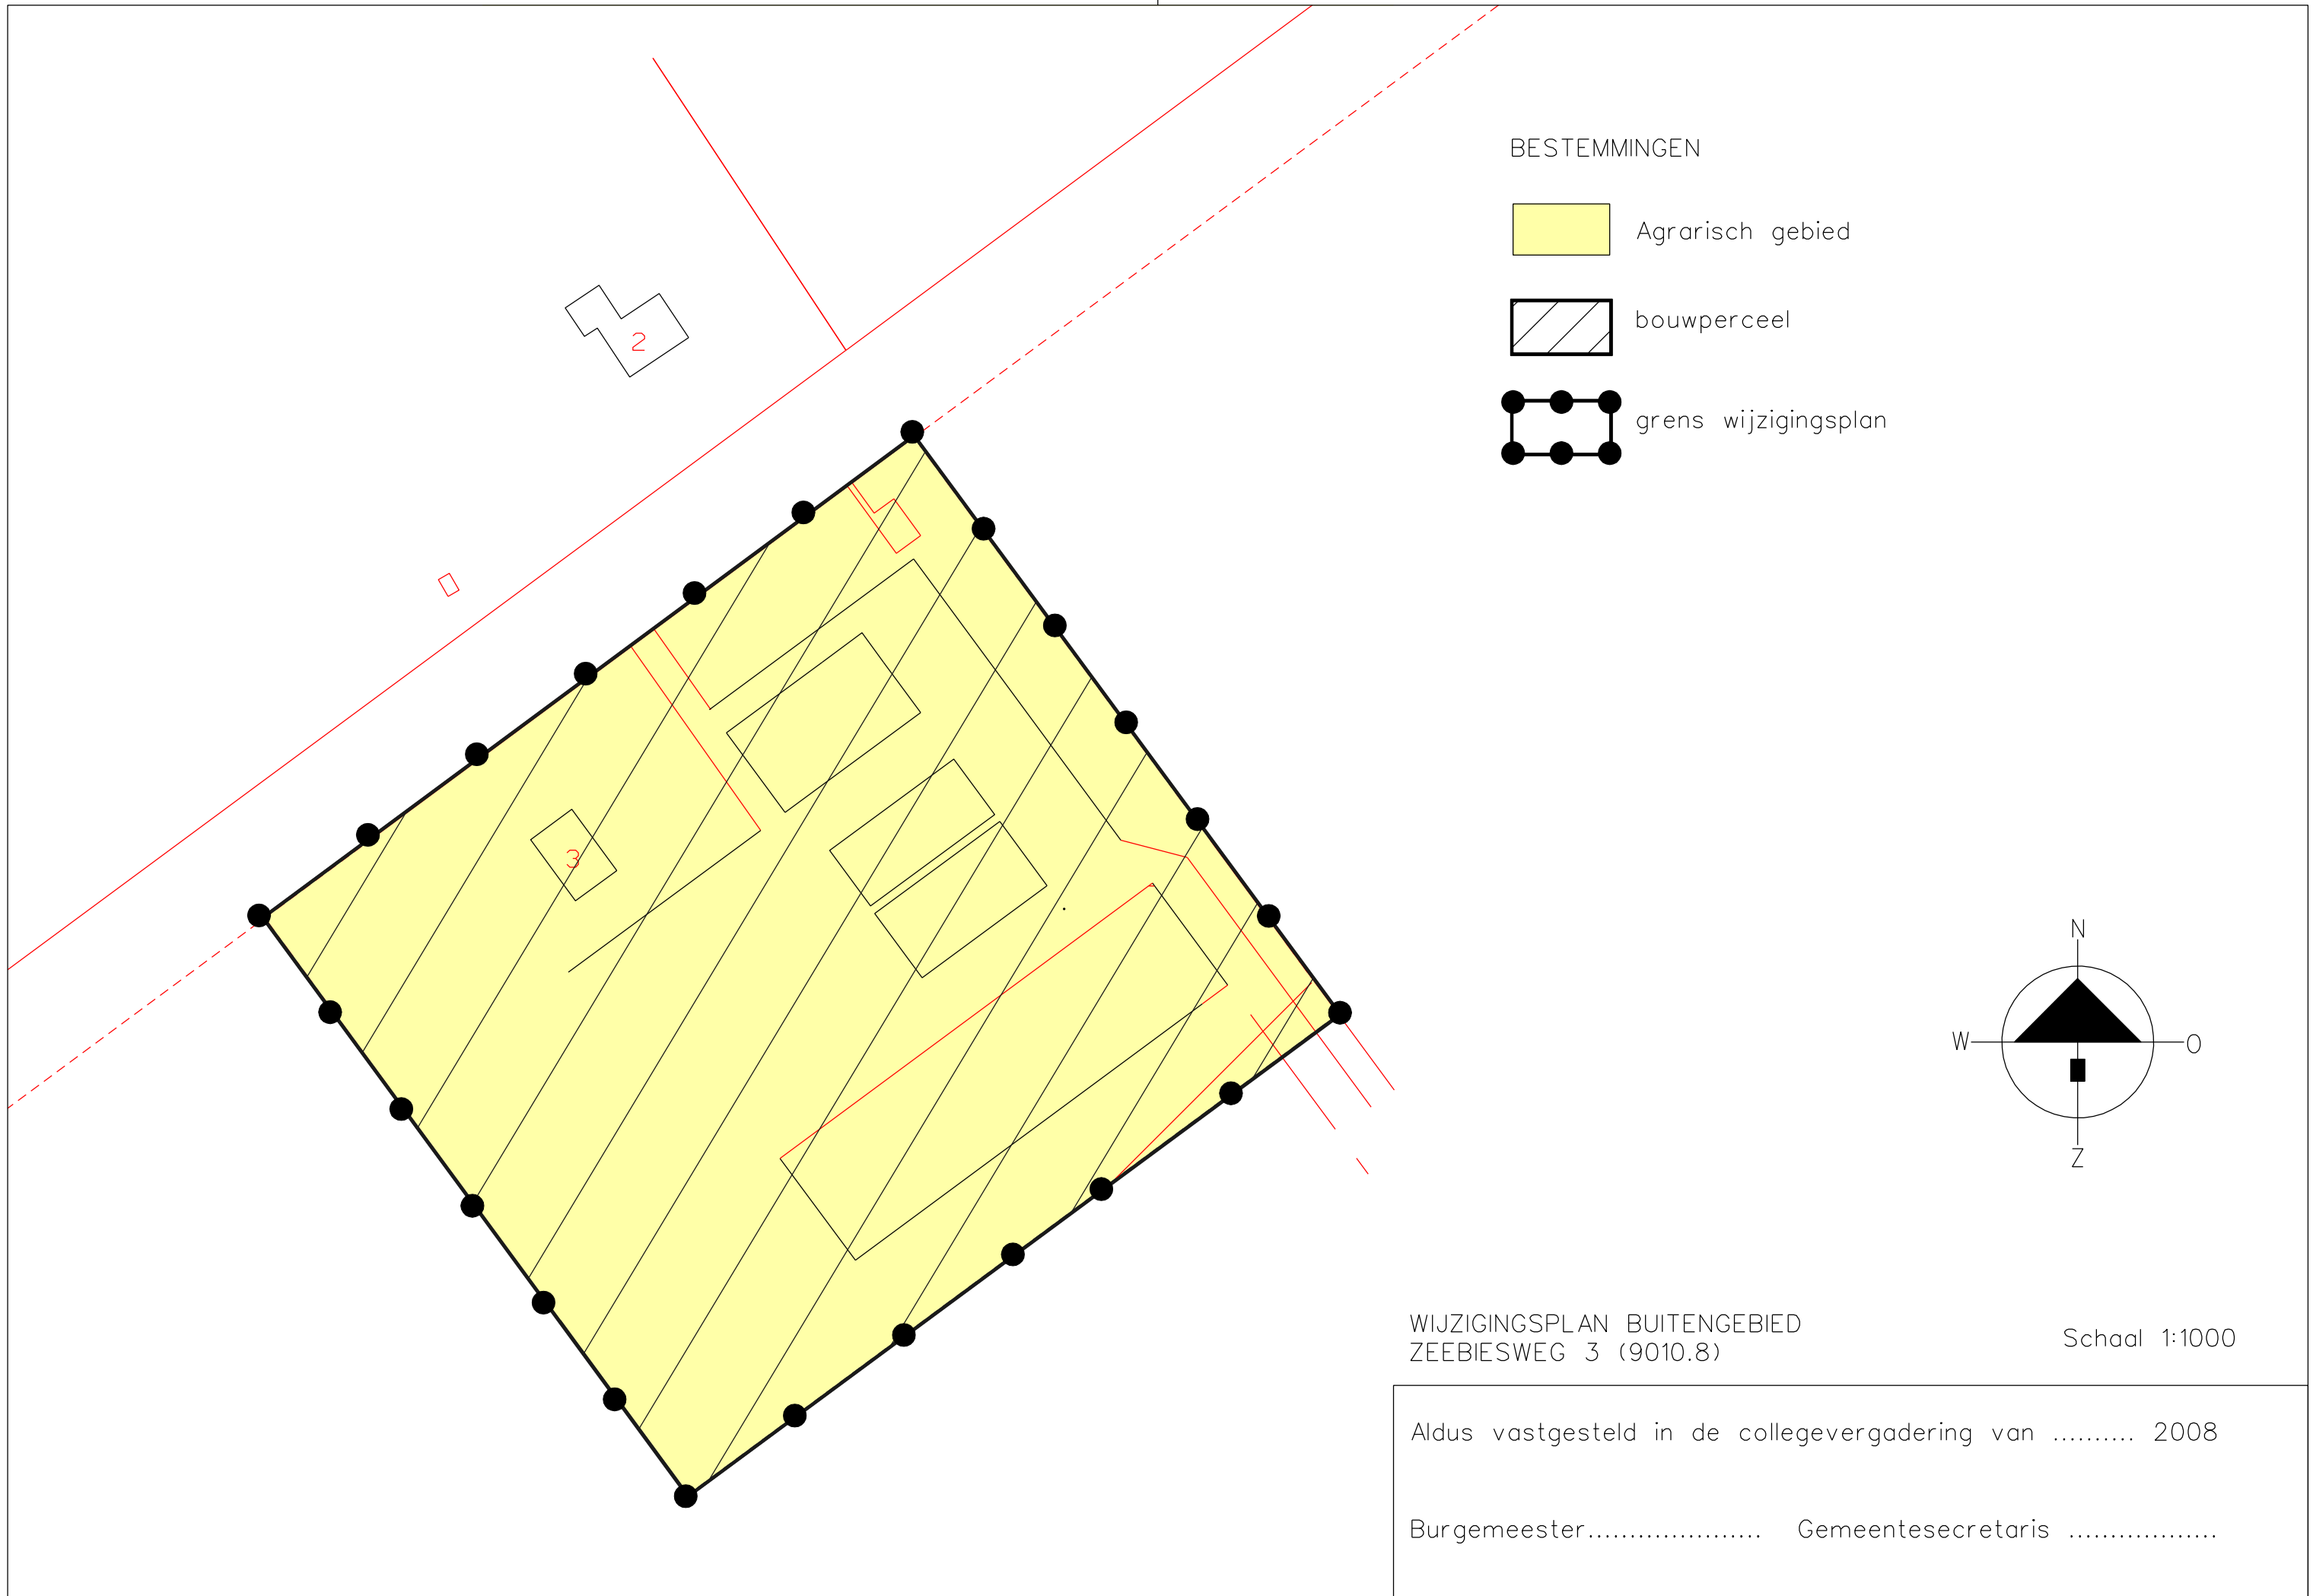 BESTEMMINGEN
Agrarisch gebied
bouwperceel
grens wijzigingsplan
2
3
N
W
O
Z
WIJZIGINGSPLAN BUITENGEBIED
ZEEBIESWEG 3 (9010.8)
Schaal 1:1000
Aldus vastgesteld in de collegevergadering van .......... 2008
Burgemeester..................... Gemeentesecretaris ..................